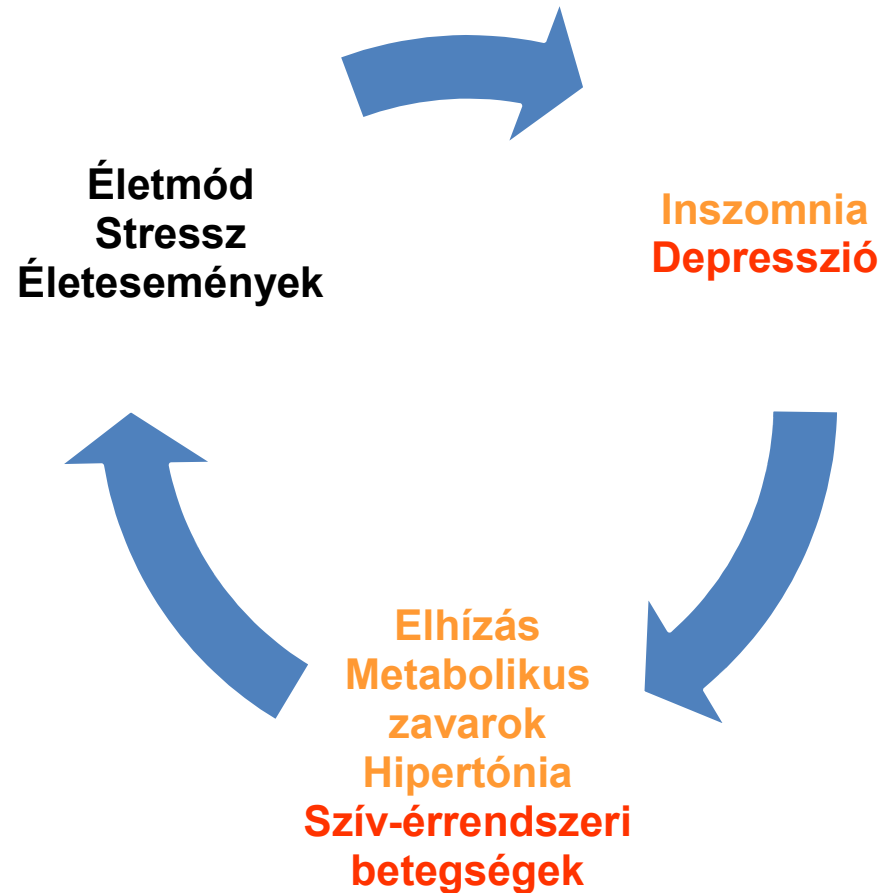 Életmód
Stressz
Életesemények
Inszomnia
Depresszió
Elhízás
Metabolikus
zavarok
Hipertónia
Szív-érrendszeri
betegségek